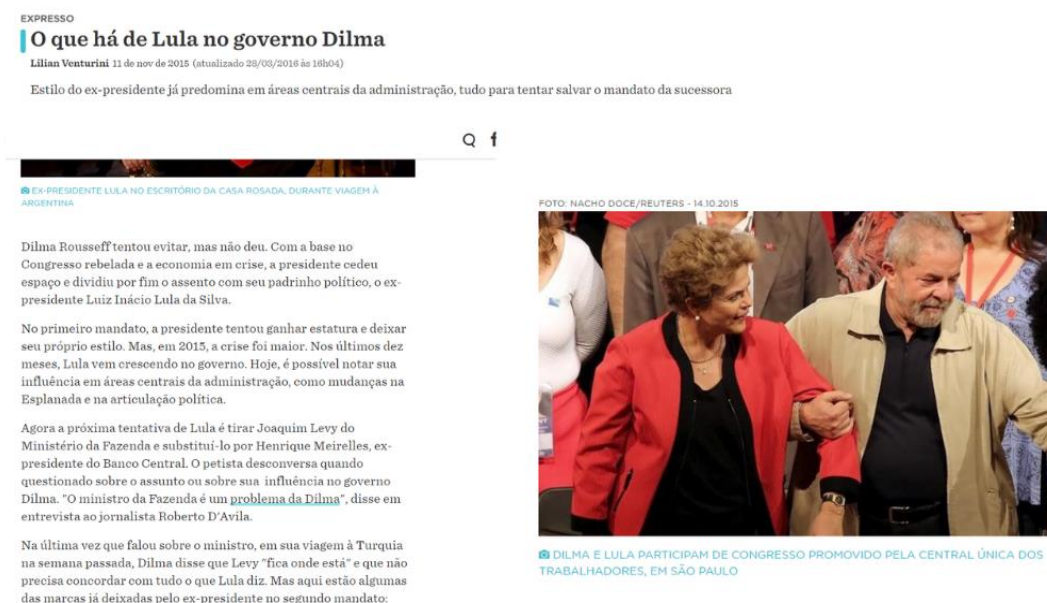 EXPRESSO
O que há de Lula no governo Dilma
Lilian Venturini 11 de nov de 2015 (atualizado 28/03/2016 às 16h04)
Estilo do ex-presidente já predomina em áreas centrais da administração, tudo para tentar salvar o mandato da sucessora
EX-PRESIDENTE LULA NO ESCRITÓRIO DA CASA ROSADA, DURANTE VIAGEM À
ARGENTINA
Dilma Rousseff tentou evitar, mas não deu. Com a base no
Congresso rebelada e a economia em crise, a presidente cedeu
espaço e dividiu por fim o assento com seu padrinho político, o ex-
presidente Luiz Inácio Lula da Silva.
No primeiro mandato, a presidente tentou ganhar estatura e deixar
seu próprio estilo. Mas, em 2015, a crise foi maior. Nos últimos dez
meses, Lula vem crescendo no governo. Hoje, é possível notar sua
influência em áreas centrais da administração, como mudanças na
Esplanada e na articulação política.
Agora a próxima tentativa de Lula é tirar Joaquim Levy do
Ministério da Fazenda e substituí-lo por Henrique Meirelles, ex-
presidente do Banco Central. O petista desconversa quando
questionado sobre o assunto ou sobre sua influência no governo
Dilma. "O ministro da Fazenda é um problema da Dilma", disse em
entrevista ao jornalista Roberto D'Avila.
Na última vez que falou sobre o ministro, em sua viagem à Turquia
na semana passada, Dilma disse que Levy "fica onde está" e que não
precisa concordar com tudo o que Lula diz. Mas aqui estão algumas
das marcas já deixadas pelo ex-presidente no segundo mandato:
FOTO: NACHO DOCE/REUTERS - 14.10.2015
DILMA E LULA PARTICIPAM DE CONGRESSO PROMOVIDO PELA CENTRAL ÚNICA DOS
TRABALHADORES, EM SÃO PAULO